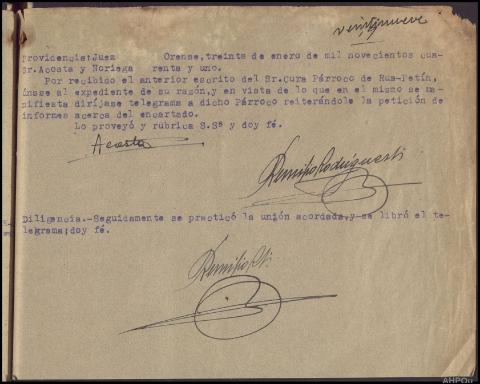 veintinueve
Providencia:Juez Orense, treinta de enero de mil novecientos cua-
Sr.Acosta y Noriega renta y uno.
Por recibido el anterior escrito del Sr.Cura Párroco de Rua-Petín,
únase al expediente de su razón,y en vista de lo que en el mismo se ma-
nifiesta diríjase telegrama a dicho Párroco reiterándole la petición de
informes acerca del encartado.
Lo proveyó y rubrica S.Sª y doy fé.
Acosta
Remigio
Diligencia.-Seguidamente se practicó la unión acordada,y se libró el te-
legrama;doy fé.
Remigio
AHPOu